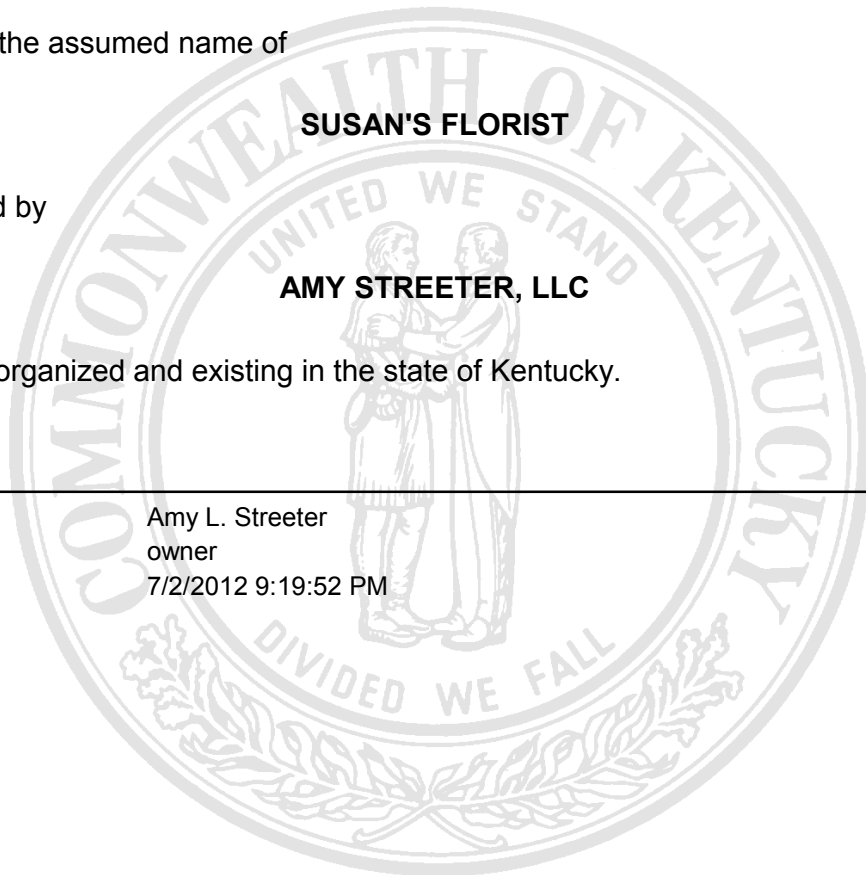 the assumed name of
SUSAN'S FLORIST
d by
AMY STREETER, LLC
organized and existing in the state of Kentucky.
Amy L. Streeter
owner
7/2/2012 9:19:52 PM
COMMONWEALTH OF KENTUCKY
UNITED WE STAND
DIVIDED WE FALL